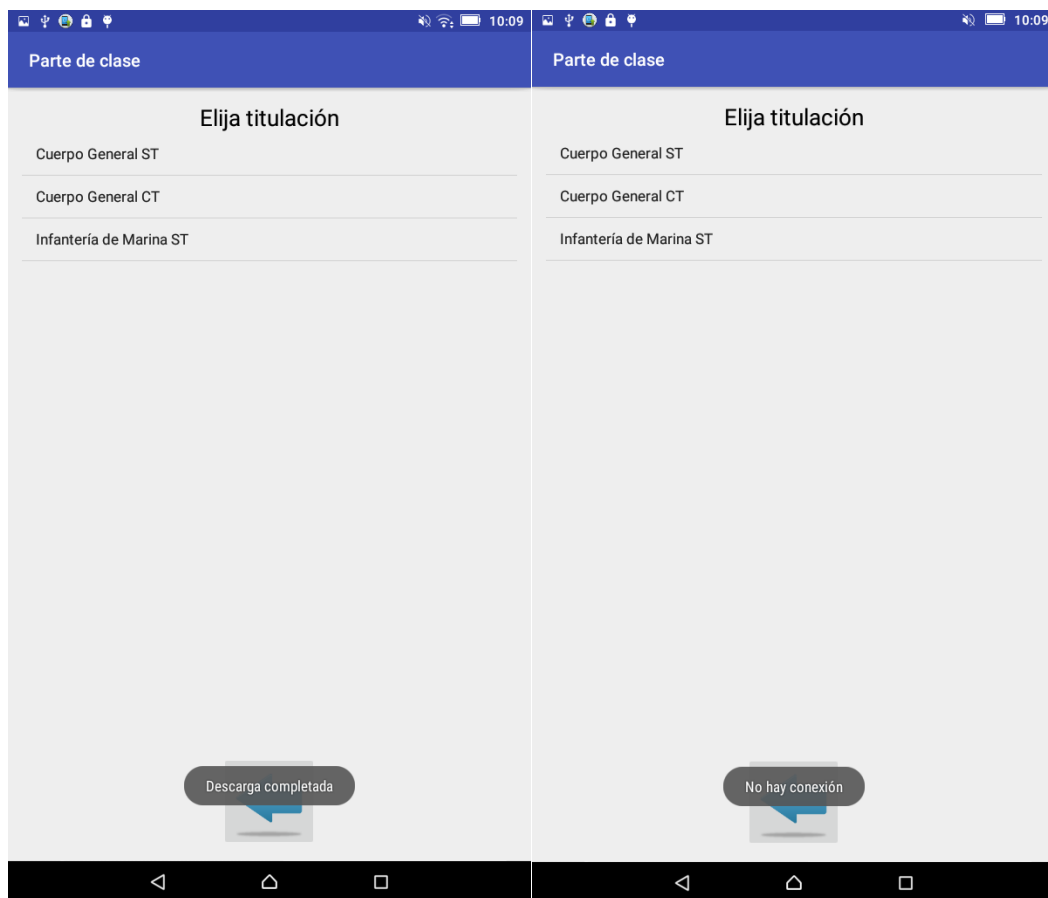 10:09
Parte de clase
Elija titulación
Cuerpo General ST
Cuerpo General CT
Infantería de Marina ST
Descarga completada
10:09
Parte de clase
Elija titulación
Cuerpo General ST
Cuerpo General CT
Infantería de Marina ST
No hay conexión